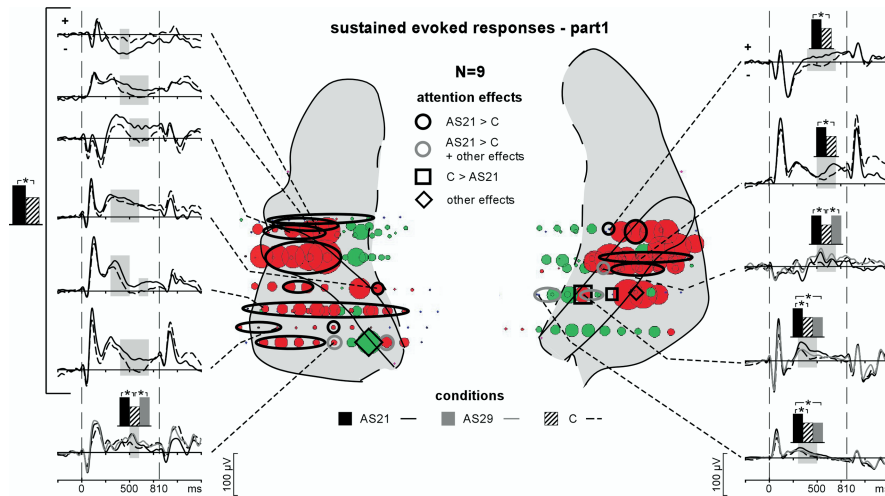 sustained evoked responses - part1
N=9
attention effects
AS21 > C
AS21 > C
+ other effects
C > AS21
other effects
conditions
AS21
AS29
C
+
-
*
* *
0 500 810 ms
100 µV
+
-
*
*
* *
*
*
*
*
0 500 810 m
100 µV